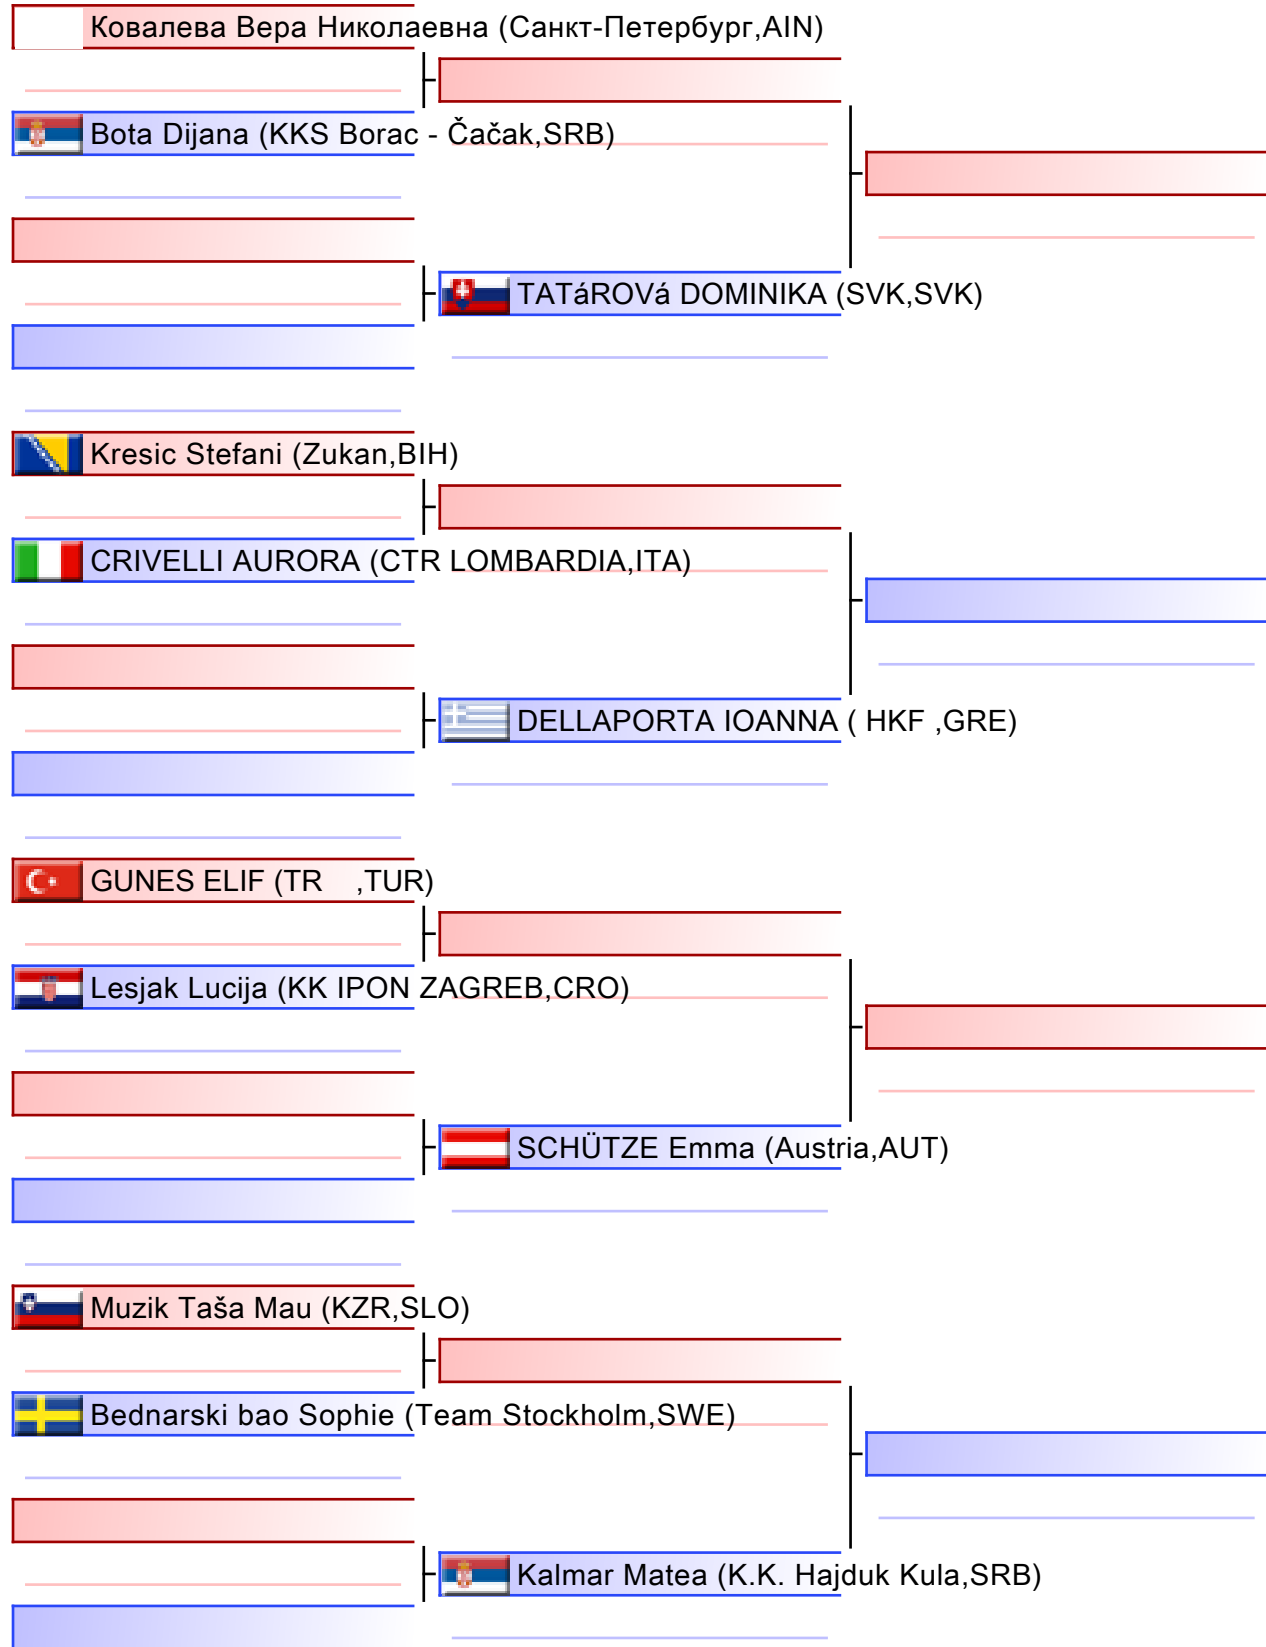 Ковалева Вера Николаевна (Санкт-Петербург,AIN)
Bota Dijana (KKS Borac - Čačak,SRB)
TATáROVá DOMINIKA (SVK,SVK)
Kresic Stefani (Zukan,BIH)
CRIVELLI AURORA (CTR LOMBARDIA,ITA)
DELLAPORTA IOANNA ( HKF ,GRE)
GUNES ELIF (TR   ,TUR)
Lesjak Lucija (KK IPON ZAGREB,CRO)
SCHÜTZE Emma (Austria,AUT)
Muzik Taša Mau (KZR,SLO)
Bednarski bao Sophie (Team Stockholm,SWE)
Kalmar Matea (K.K. Hajduk Kula,SRB)